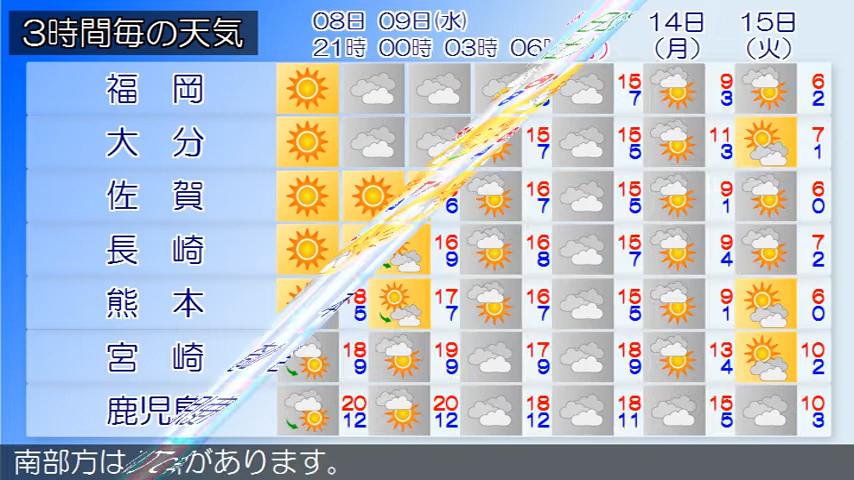 3時間毎の天気
08日 09日(水) 14日 15日
21時 00時 03時 (月) (火)
福岡 15 7 9 3 6 2
大分 15 7 15 5 11 3 7 1
佐賀 6 16 7 15 5 9 1 6 0
長崎 16 9 16 8 15 7 9 4 7 2
熊本 5 17 7 16 7 15 5 9 1 6 0
宮崎 18 9 19 9 17 9 18 9 13 4 10 2
鹿児島 20 12 20 12 18 12 18 11 15 5 10 3
南部方は があります。